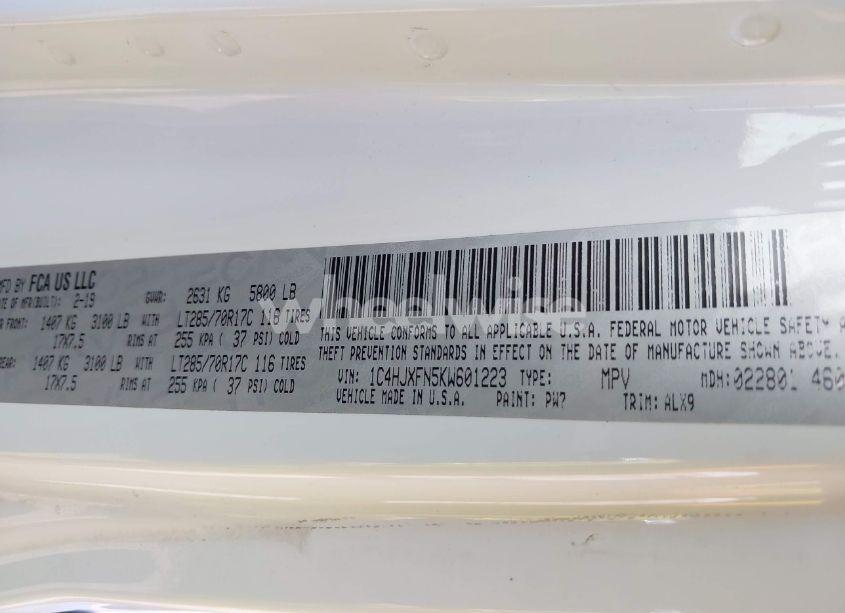 MFD BY FCA US LLC
DATE OF MFR(BUILT): 2-19 GVWR: 2631 KG 5800 LB
FRONT: 1407 KG 3100 LB WITH LT285/70R17C 116 TIRES
17X7.5 RIMS AT 255 KPA ( 37 PSI) COLD
REAR: 1407 KG 3100 LB WITH LT285/70R17C 116 TIRES
17X7.5 RIMS AT 255 KPA ( 37 PSI) COLD
THIS VEHICLE CONFORMS TO ALL APPLICABLE U.S.A. FEDERAL MOTOR VEHICLE SAFETY A
THEFT PREVENTION STANDARDS IN EFFECT ON THE DATE OF MANUFACTURE SHOWN ABOVE.
VIN: 1C4HJXFN5KW601223 TYPE: MPV MDH:022801 460
VEHICLE MADE IN U.S.A. PAINT: PW7 TRIM: ALX9
wheelwise